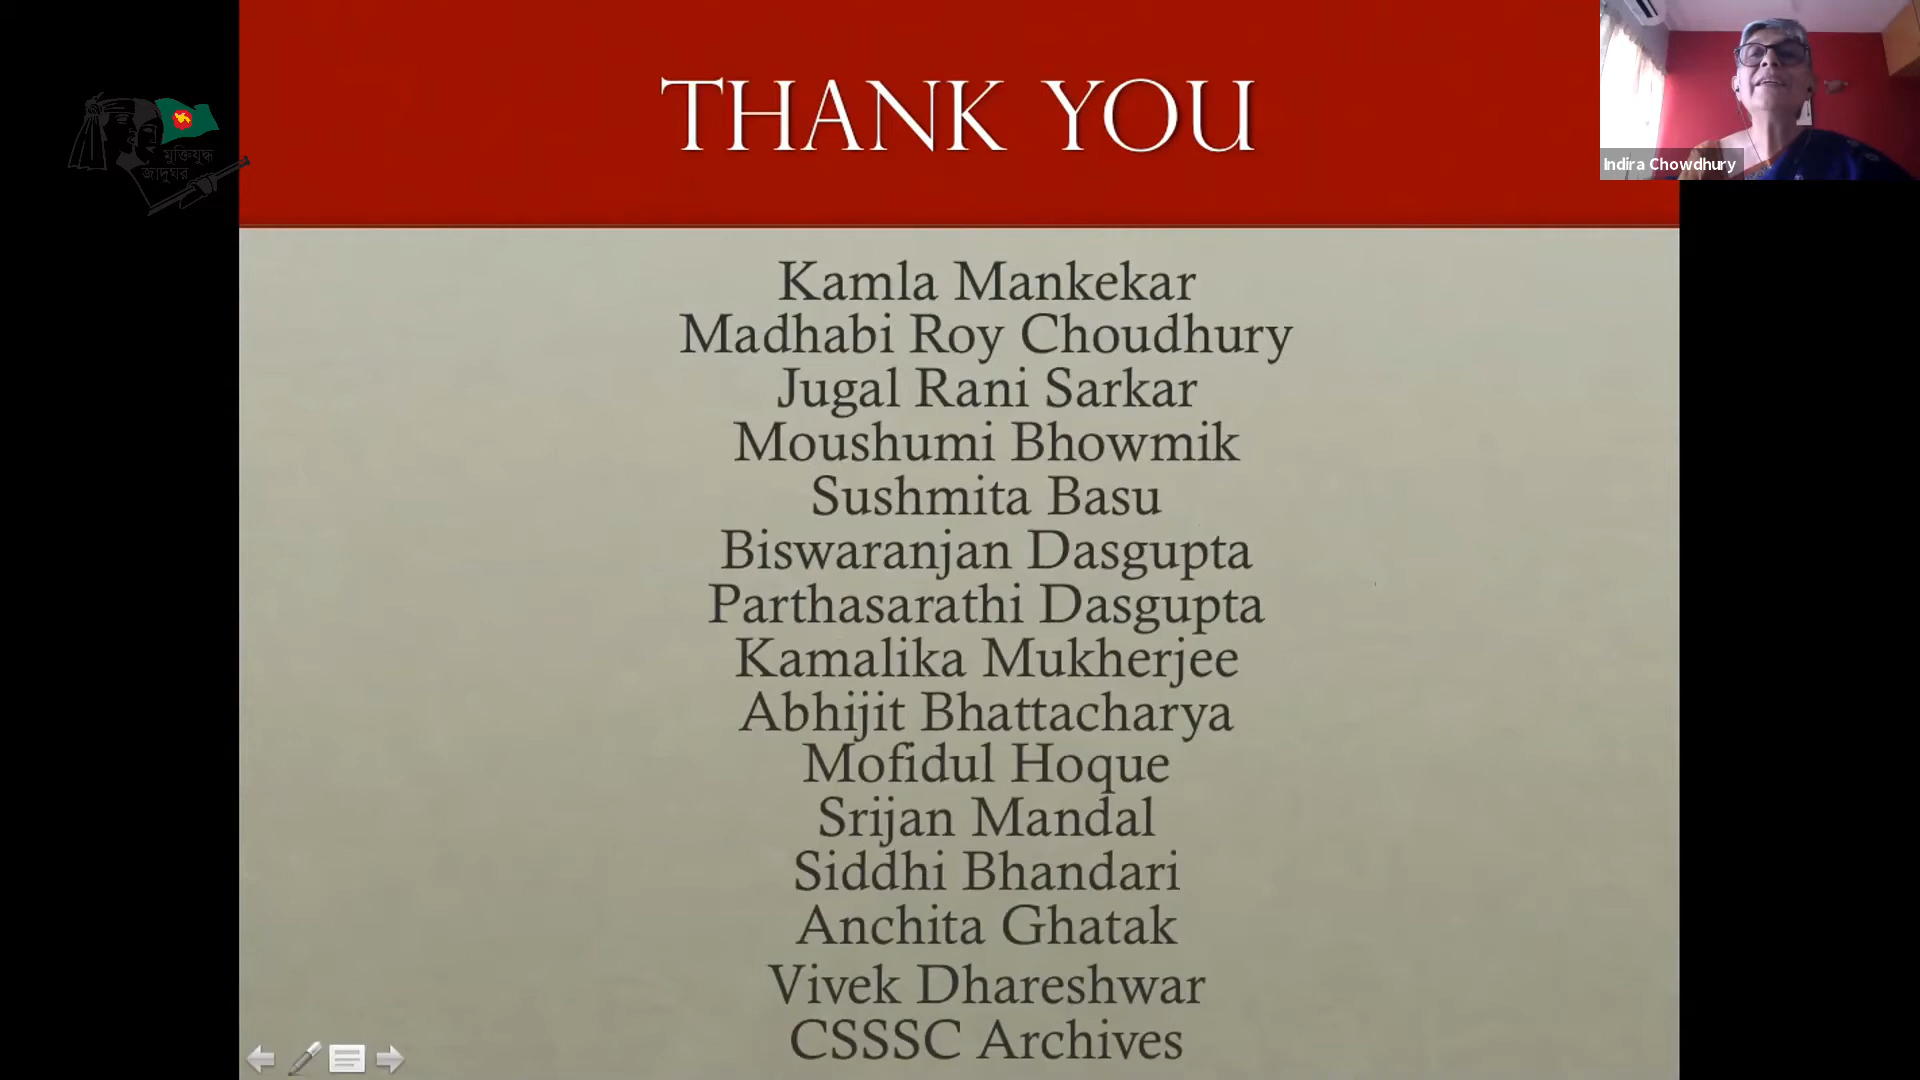 THANK YOU
Indira Chowdhury
মুক্তিযুদ্ধ
জাদুঘর
Kamla Mankekar
Madhabi Roy Choudhury
Jugal Rani Sarkar
Moushumi Bhowmik
Sushmita Basu
Biswaranjan Dasgupta
Parthasarathi Dasgupta
Kamalika Mukherjee
Abhijit Bhattacharya
Mofidul Hoque
Srijan Mandal
Siddhi Bhandari
Anchita Ghatak
Vivek Dhareshwar
CSSSC Archives